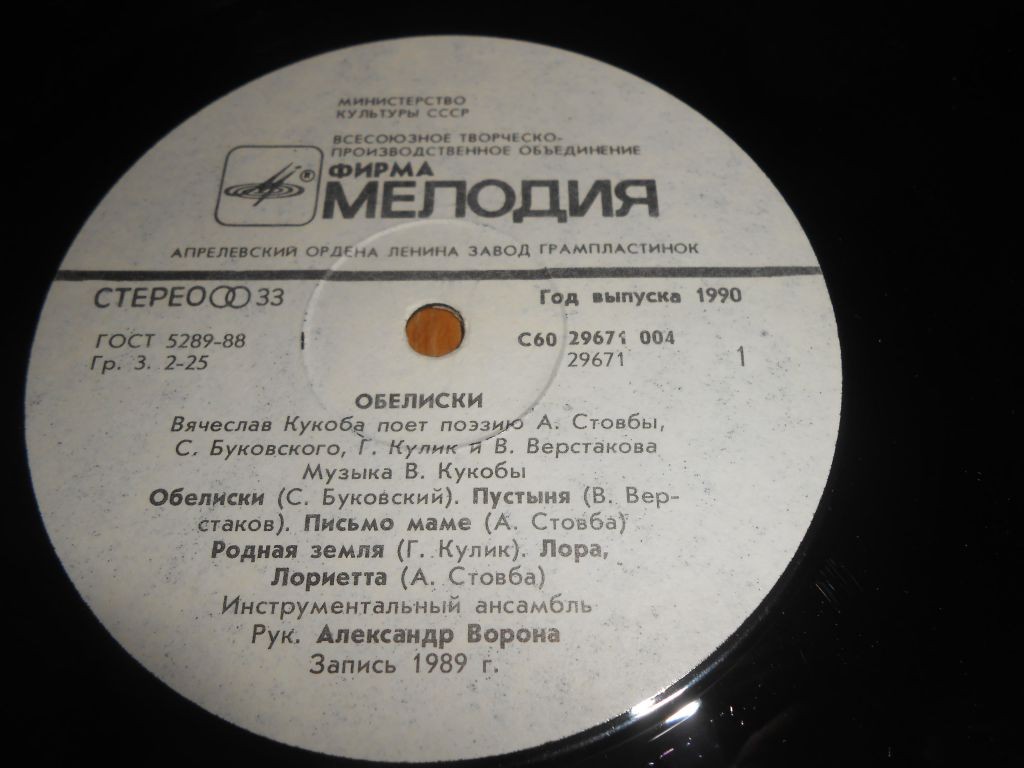 МИНИСТЕРСТВО
КУЛЬТУРЫ СССР
ВСЕСОЮЗНОЕ ТВОРЧЕСКО-
ПРОИЗВОДСТВЕННОЕ ОБЪЕДИНЕНИЕ
®
ФИРМА
МЕЛОДИЯ
АПРЕЛЕВСКИЙ ОРДЕНА ЛЕНИНА ЗАВОД ГРАМПЛАСТИНОК
СТЕРЕО 33
Год выпуска 1990
ГОСТ 5289-88
С60 29671 004
Гр. 3. 2-25
29671
1
ОБЕЛИСКИ
Вячеслав Кукоба поет поэзию А. Стовбы,
С. Буковского, Г. Кулик и В. Верстакова
Музыка В. Кукобы
Обелиски (С. Буковский). Пустыня (В. Вер-
стаков). Письмо маме (А. Стовба)
Родная земля (Г. Кулик). Лора,
Лориетта (А. Стовба)
Инструментальный ансамбль
Рук. Александр Ворона
Запись 1989 г.